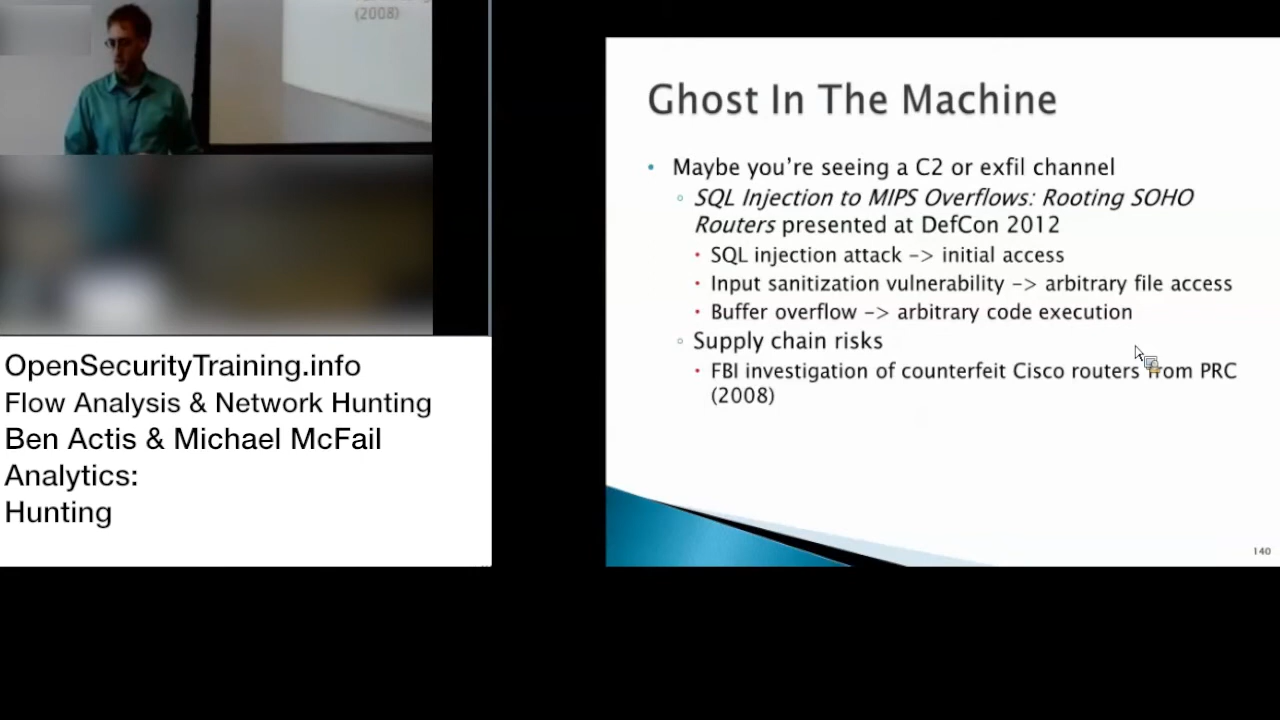 (2008)
Ghost In The Machine
• Maybe you're seeing a C2 or exfil channel
◦ SQL Injection to MIPS Overflows: Rooting SOHO
Routers presented at DefCon 2012
• SQL injection attack -> initial access
• Input sanitization vulnerability -> arbitrary file access
• Buffer overflow -> arbitrary code execution
◦ Supply chain risks
• FBI investigation of counterfeit Cisco routers from PRC
(2008)
140
OpenSecurityTraining.info
Flow Analysis & Network Hunting
Ben Actis & Michael McFail
Analytics:
Hunting